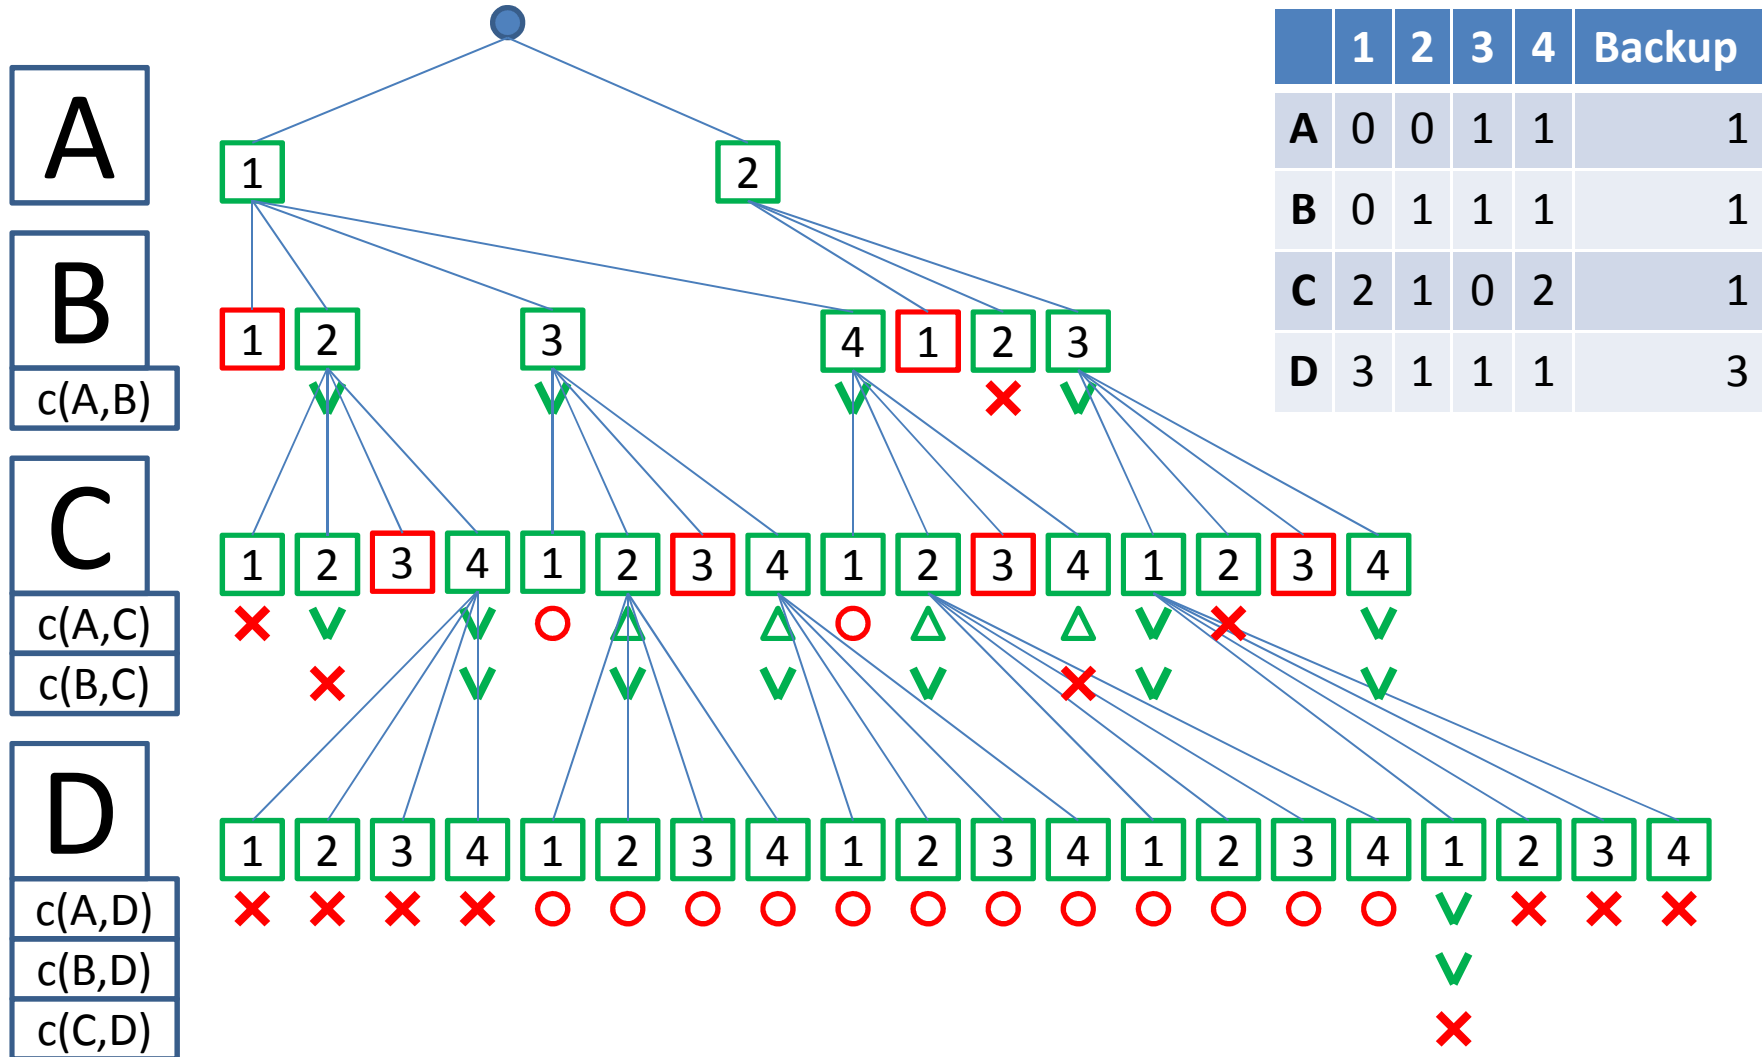 1 2 3 4 Backup
A 0 0 1 1 1
B 0 1 1 1 1
C 2 1 0 2 1
D 3 1 1 1 3
A
1 2
B
1 2 3 4 1 2 3
c(A,B)
C
1 2 3 4 1 2 3 4 1 2 3 4 1 2 3 4
c(A,C)
c(B,C)
D
1 2 3 4 1 2 3 4 1 2 3 4 1 2 3 4 1 2 3 4
c(A,D)
c(B,D)
c(C,D)